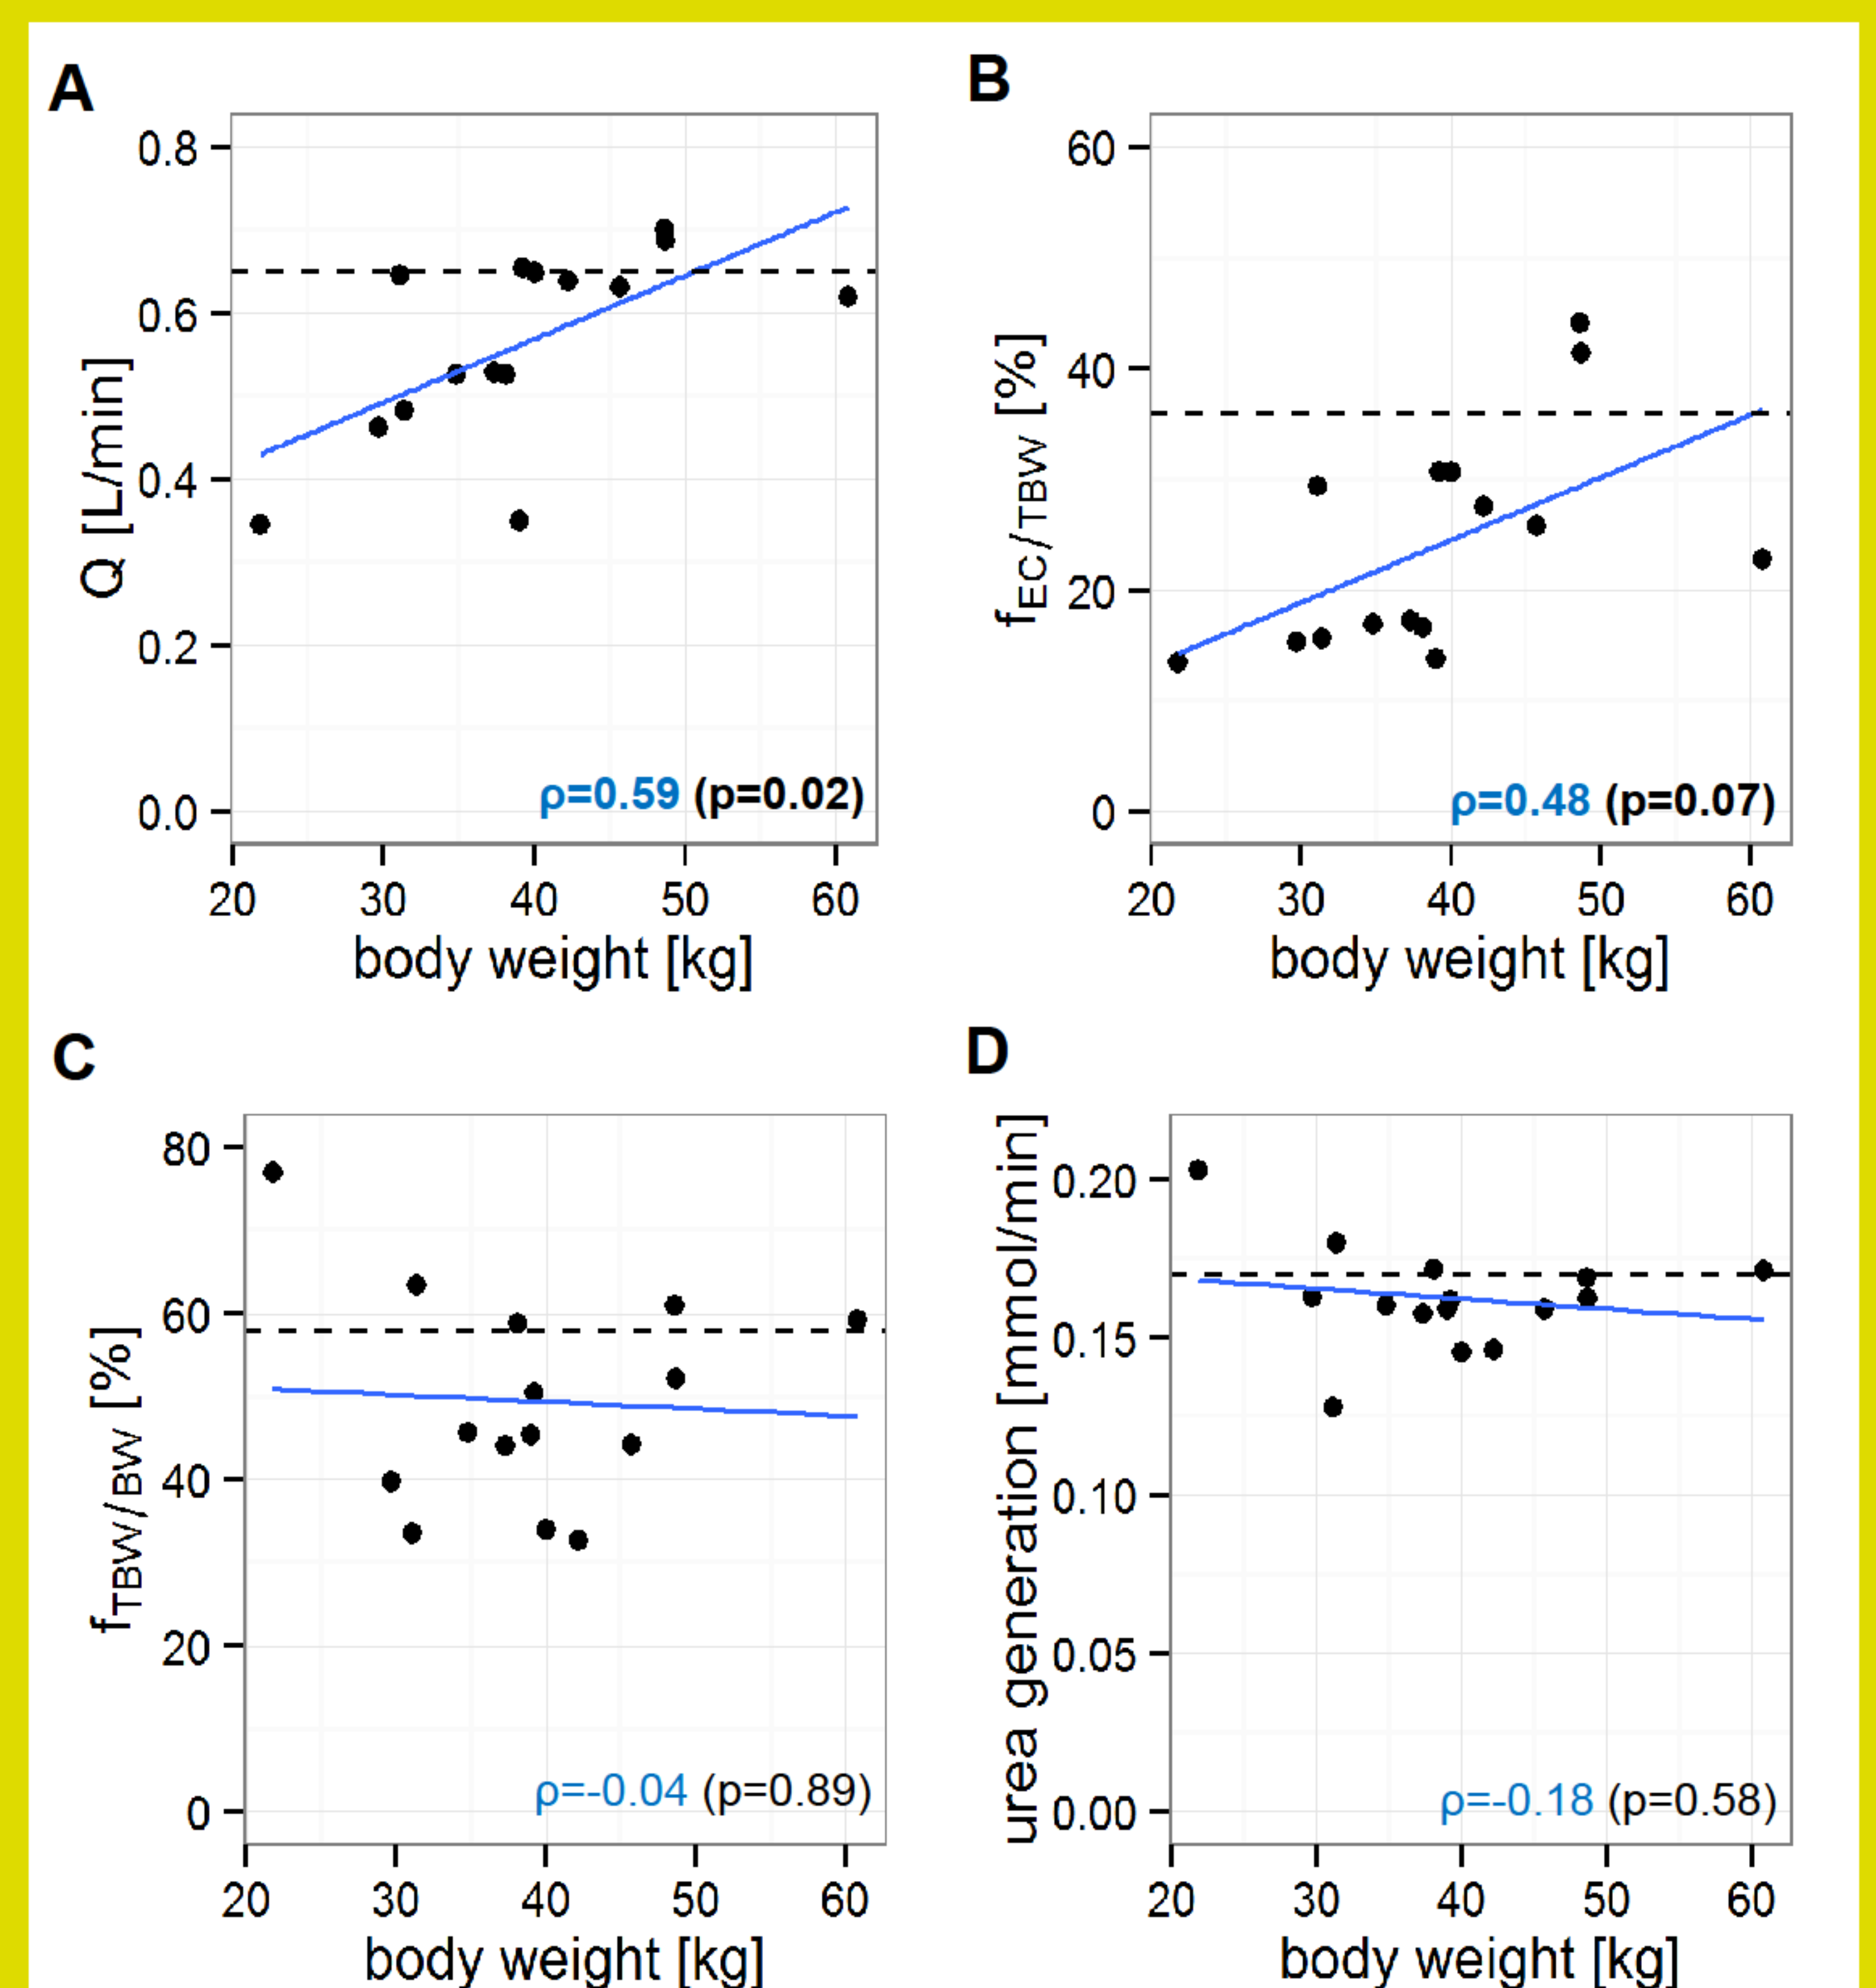 A
Q [L/min]
0.8
0.6
0.4
0.2
0.0
ρ=0.59 (p=0.02)
20 30 40 50 60
body weight [kg]
B
fEC/TBW [%]
60
40
20
0
ρ=0.48 (p=0.07)
20 30 40 50 60
body weight [kg]
C
fTBW/BW [%]
80
60
40
20
0
ρ=-0.04 (p=0.89)
20 30 40 50 60
body weight [kg]
D
urea generation [mmol/min]
0.20
0.15
0.10
0.05
0.00
ρ=-0.18 (p=0.58)
20 30 40 50 60
body weight [kg]